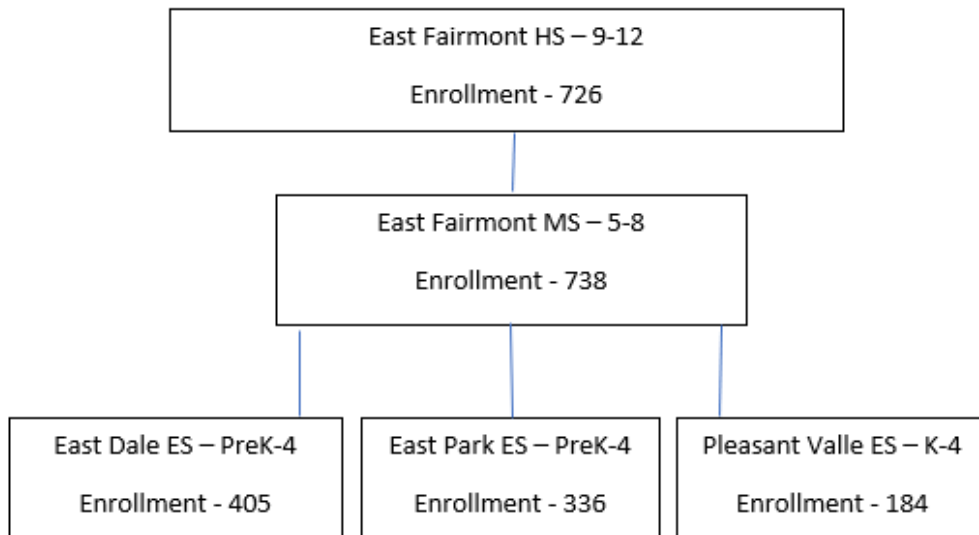 East Fairmont HS – 9-12
Enrollment - 726
East Fairmont MS – 5-8
Enrollment - 738
East Dale ES – PreK-4
Enrollment - 405
East Park ES – PreK-4
Enrollment - 336
Pleasant Valle ES – K-4
Enrollment - 184